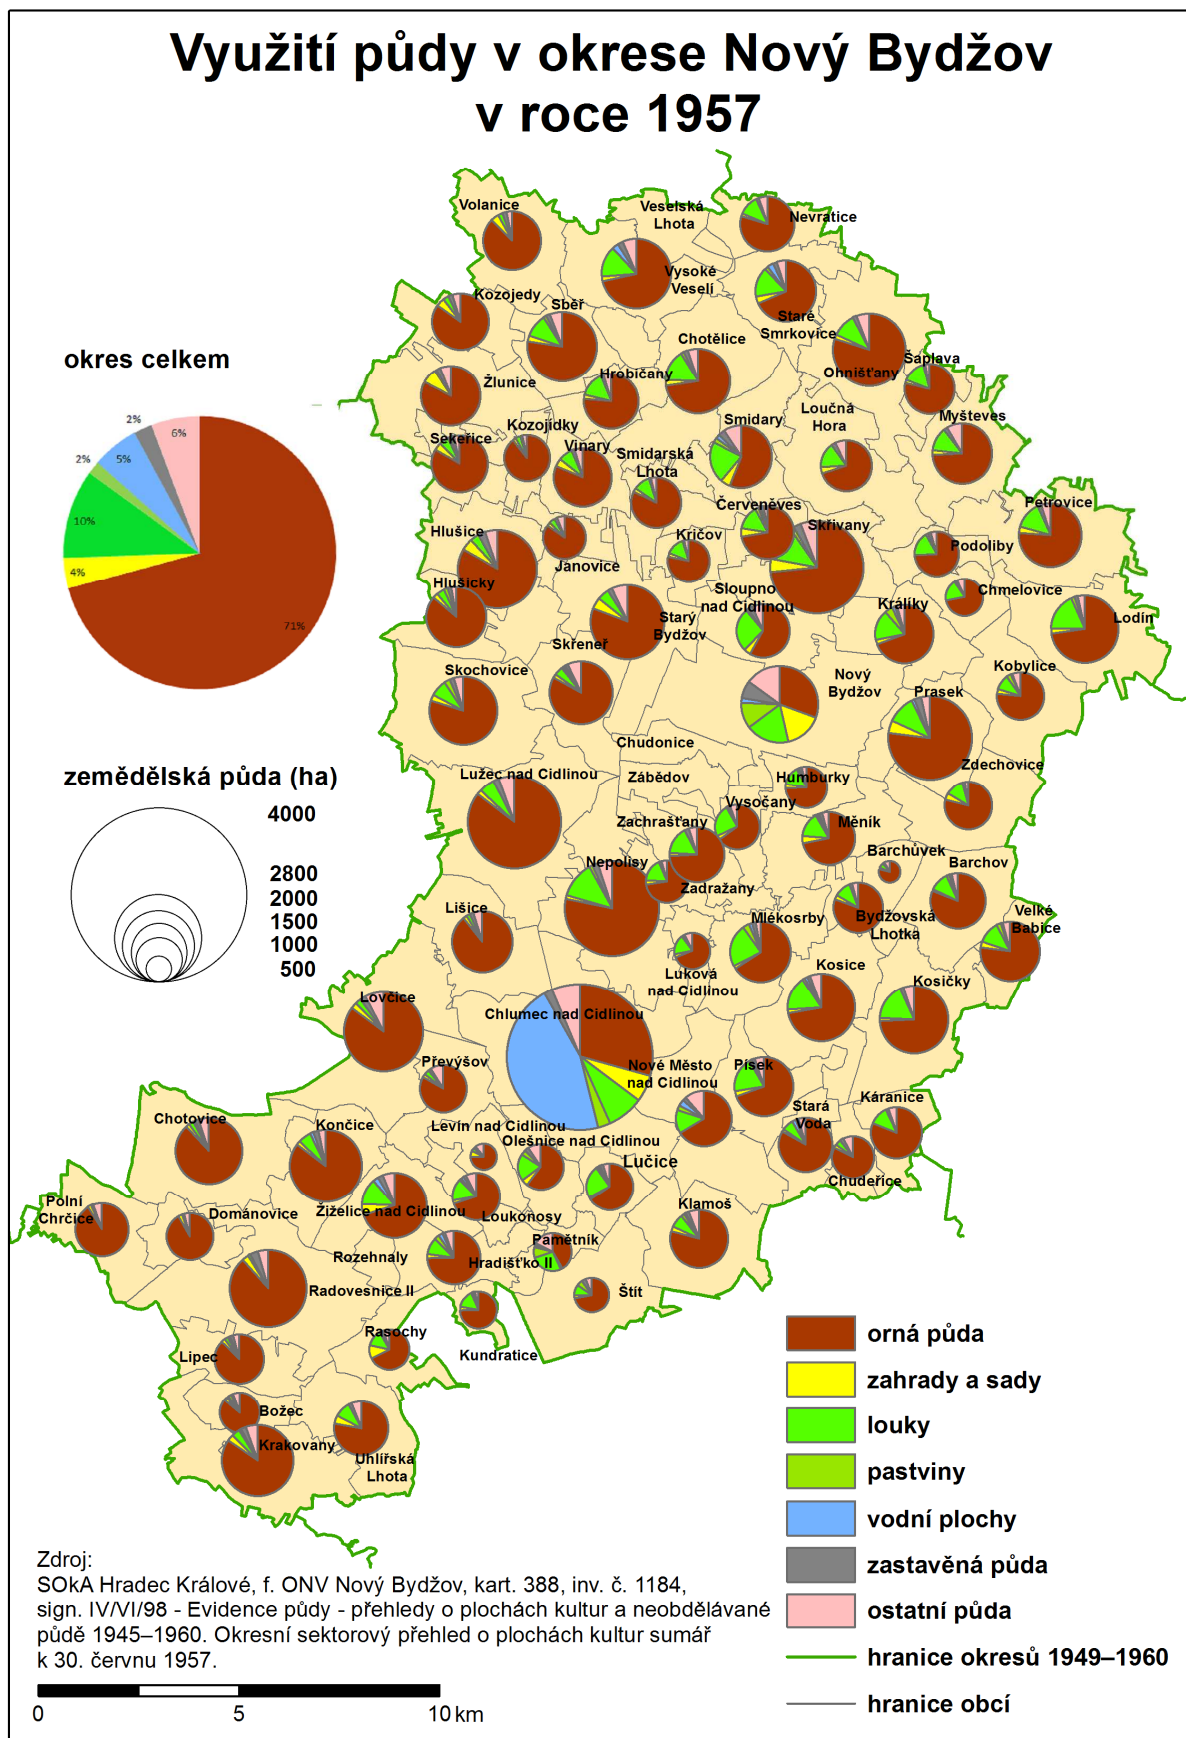 Využití půdy v okrese Nový Bydžov
v roce 1957
Volanice
Veselská
Lhota
Nevratice
Vysoké
Veselí
Kozojedy
Sběř
Staré
Smrkovice
Chotělice
Ohnišťany
Šaplava
okres celkem
Žlunice
Hrobičany
Smidary
Loučná
Hora
Myšteves
Sekeřice
Kozojídky
Vinary
Smidarská
Lhota
2%
6%
5%
2%
10%
4%
71%
Červeněves
Skřivany
Petrovice
Hlušice
Janovice
Kričov
Podoliby
Hlušičky
Sloupno
nad Cidlinou
Chmelovice
Starý
Bydžov
Králíky
Lodín
Skřeneř
Skochovice
Nový
Bydžov
Kobylice
Prasek
Chudonice
zemědělská půda (ha)
4000
2800
2000
1500
1000
500
Lužec nad Cidlinou
Zábědov
Humburky
Zdechovice
Vysočany
Zachrašťany
Měník
Barchůvek
Barchov
Nepolisy
Zadražany
Lišice
Mlékosrby
Bydžovská
Lhotka
Velké
Babice
Luková
nad Cidlinou
Kosice
Kosičky
Lovčice
Chlumec nad Cidlinou
Převýšov
Nové Město
nad Cidlinou
Písek
Chotovice
Končice
Levín nad Cidlinou
Olešnice nad Cidlinou
Stará
Voda
Káranice
Lučice
Chudeřice
Polní
Chrčice
Dománovice
Žiželice nad Cidlinou
Loukonosy
Klamoš
Rozehnaly
Hradišťko II
Pamětník
Radovesnice II
Štít
Rasochy
Kundratice
Lipec
Božec
Krakovany
Uhlířská
Lhota
orná půda
zahrady a sady
louky
pastviny
vodní plochy
zastavěná půda
ostatní půda
hranice okresů 1949–1960
hranice obcí
Zdroj:
SOkA Hradec Králové, f. ONV Nový Bydžov, kart. 388, inv. č. 1184,
sign. IV/VI/98 - Evidence půdy - přehledy o plochách kultur a neobdělávané
půdě 1945–1960. Okresní sektorový přehled o plochách kultur sumář
k 30. červnu 1957.
0 5 10 km